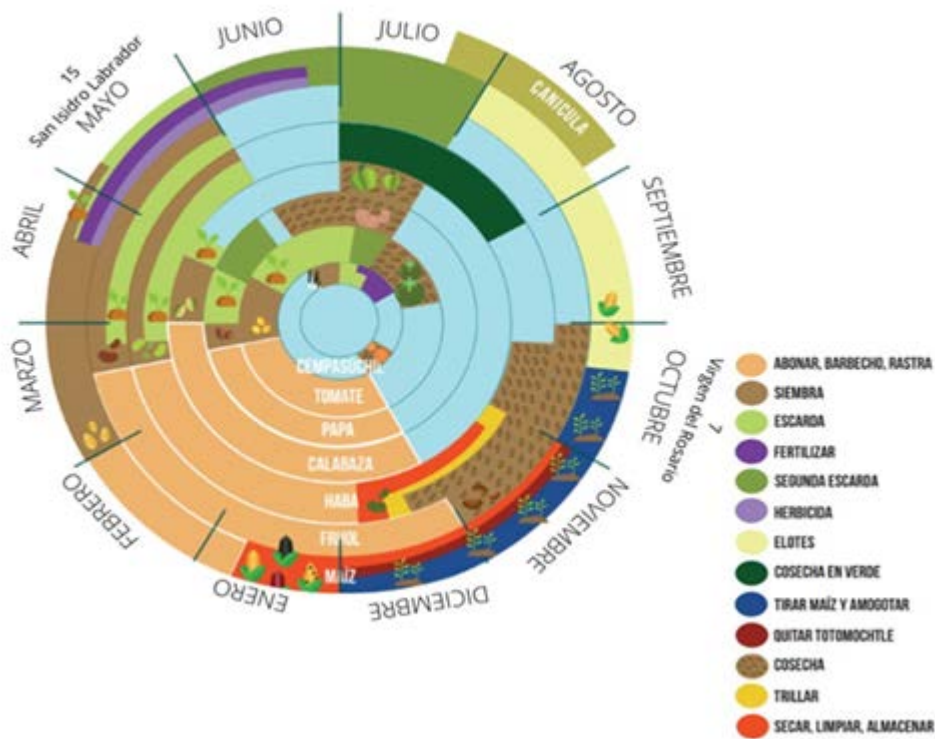 JUNIO
JULIO
AGOSTO
CANICULA
SEPTIEMBRE
OCTUBRE
7
Virgen del Rosario
NOVIEMBRE
DICIEMBRE
ENERO
FEBRERO
MARZO
ABRIL
MAYO
15
San Isidro Labrador
CEMPASÚCHIL
TOMATE
PAPA
CALABAZA
HABA
FRIJOL
MAÍZ
ABONAR, BARBECHO, RASTRA
SIEMBRA
ESCARDA
FERTILIZAR
SEGUNDA ESCARDA
HERBICIDA
ELOTES
COSECHA EN VERDE
TIRAR MAÍZ Y AMOGOTAR
QUITAR TOTOMOCHTLE
COSECHA
TRILLAR
SECAR, LIMPIAR, ALMACENAR